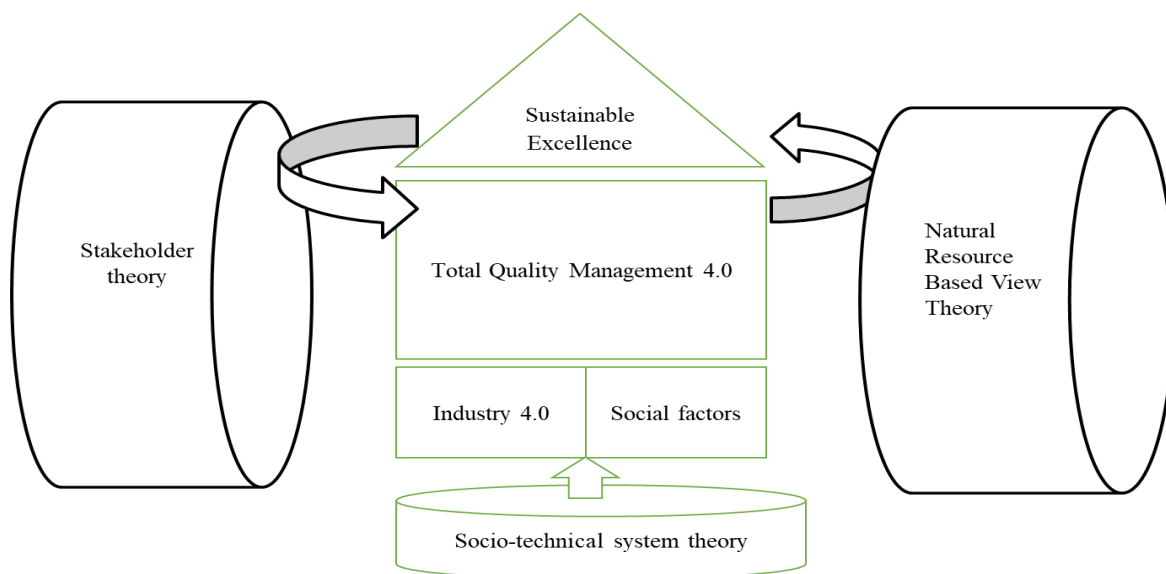 Sustainable
Excellence
Stakeholder
theory
Total Quality Management 4.0
Natural
Resource
Based View
Theory
Industry 4.0
Social factors
Socio-technical system theory